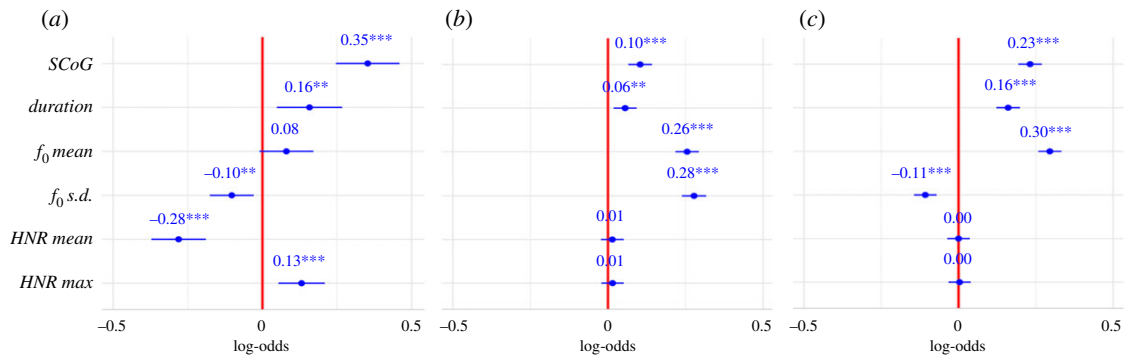 (a) (b) (c)
SCoG 0.35*** 0.10*** 0.23***
duration 0.16** 0.06** 0.16***
f0 mean 0.08 0.26*** 0.30***
f0 s.d. –0.10** 0.28*** –0.11***
HNR mean –0.28*** 0.01 0.00
HNR max 0.13*** 0.01 0.00
–0.5 0 0.5 –0.5 0 0.5 –0.5 0 0.5
log-odds log-odds log-odds